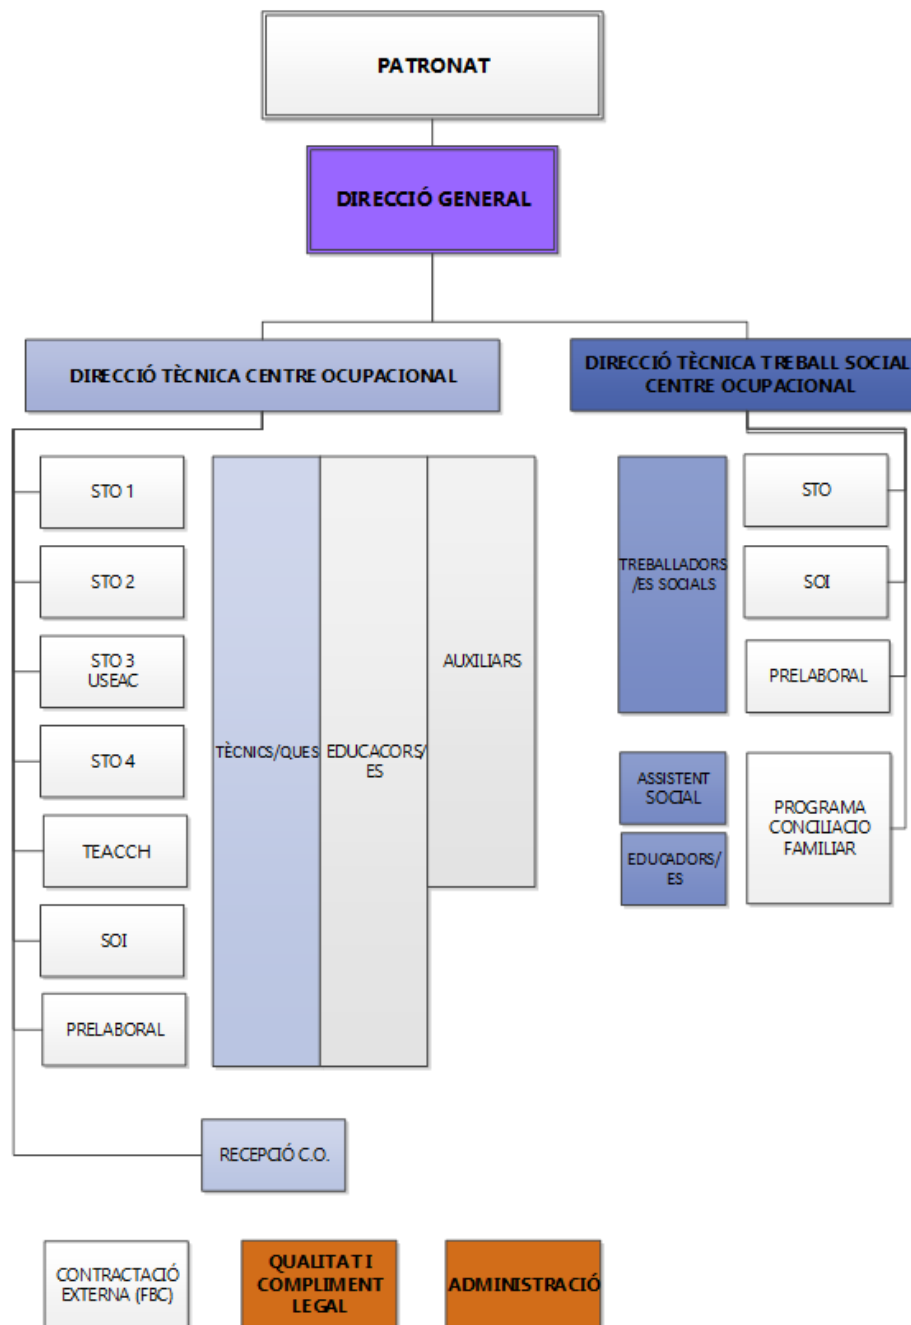 PATRONAT
DIRECCIÓ GENERAL
DIRECCIÓ TÈCNICA CENTRE OCUPACIONAL
DIRECCIÓ TÈCNICA TREBALL SOCIAL
CENTRE OCUPACIONAL
STO 1
STO 2
STO 3
USEAC
STO 4
TEACCH
SOI
PRELABORAL
TÈCNICS/QUES
EDUCACORS/
ES
AUXILIARS
TREBALLADORS
/ES SOCIALS
STO
SOI
PRELABORAL
ASSISTENT
SOCIAL
EDUCADORS/
ES
PROGRAMA
CONCILIACIO
FAMILIAR
RECEPCIÓ C.O.
CONTRACTACIÓ
EXTERNA (FBC)
QUALITAT I
COMPLIMENT
LEGAL
ADMINISTRACIÓ